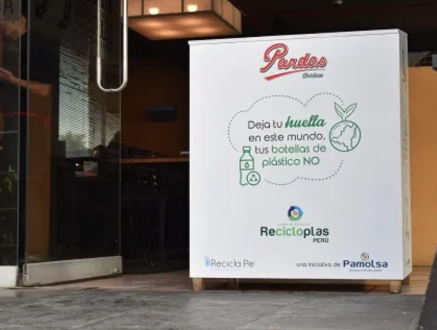 Pardos
Chicken
Deja tu huella
en este mundo,
tus botellas de
plástico NO
Recicloplas
PERÚ
Recicla Pe
una iniciativa de Pamolsa